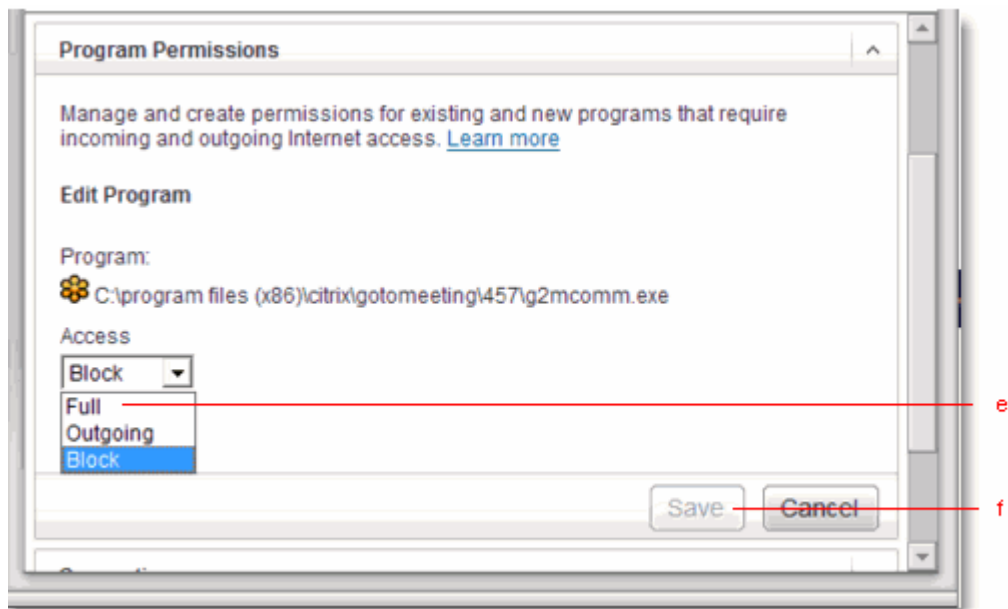 Program Permissions
Manage and create permissions for existing and new programs that require
incoming and outgoing Internet access. Learn more
Edit Program
Program:
C:\program files (x86)\citrix\gotomeeting\457\g2mcomm.exe
Access
Block
Full
e
Outgoing
Block
Save
Cancel
f